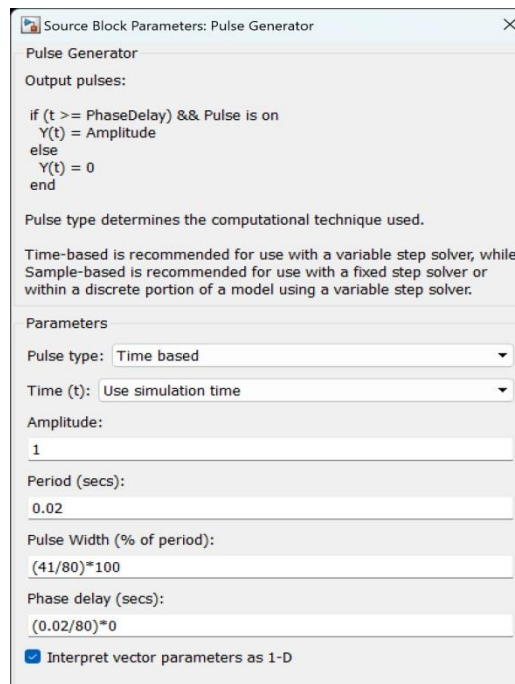 Source Block Parameters: Pulse Generator
Pulse Generator
Output pulses:
if (t >= PhaseDelay) && Pulse is on
Y(t) = Amplitude
else
Y(t) = 0
end
Pulse type determines the computational technique used.
Time-based is recommended for use with a variable step solver, while
Sample-based is recommended for use with a fixed step solver or
within a discrete portion of a model using a variable step solver.
Parameters
Pulse type: Time based
Time (t): Use simulation time
Amplitude:
1
Period (secs):
0.02
Pulse Width (% of period):
(41/80)*100
Phase delay (secs):
(0.02/80)*0
Interpret vector parameters as 1-D